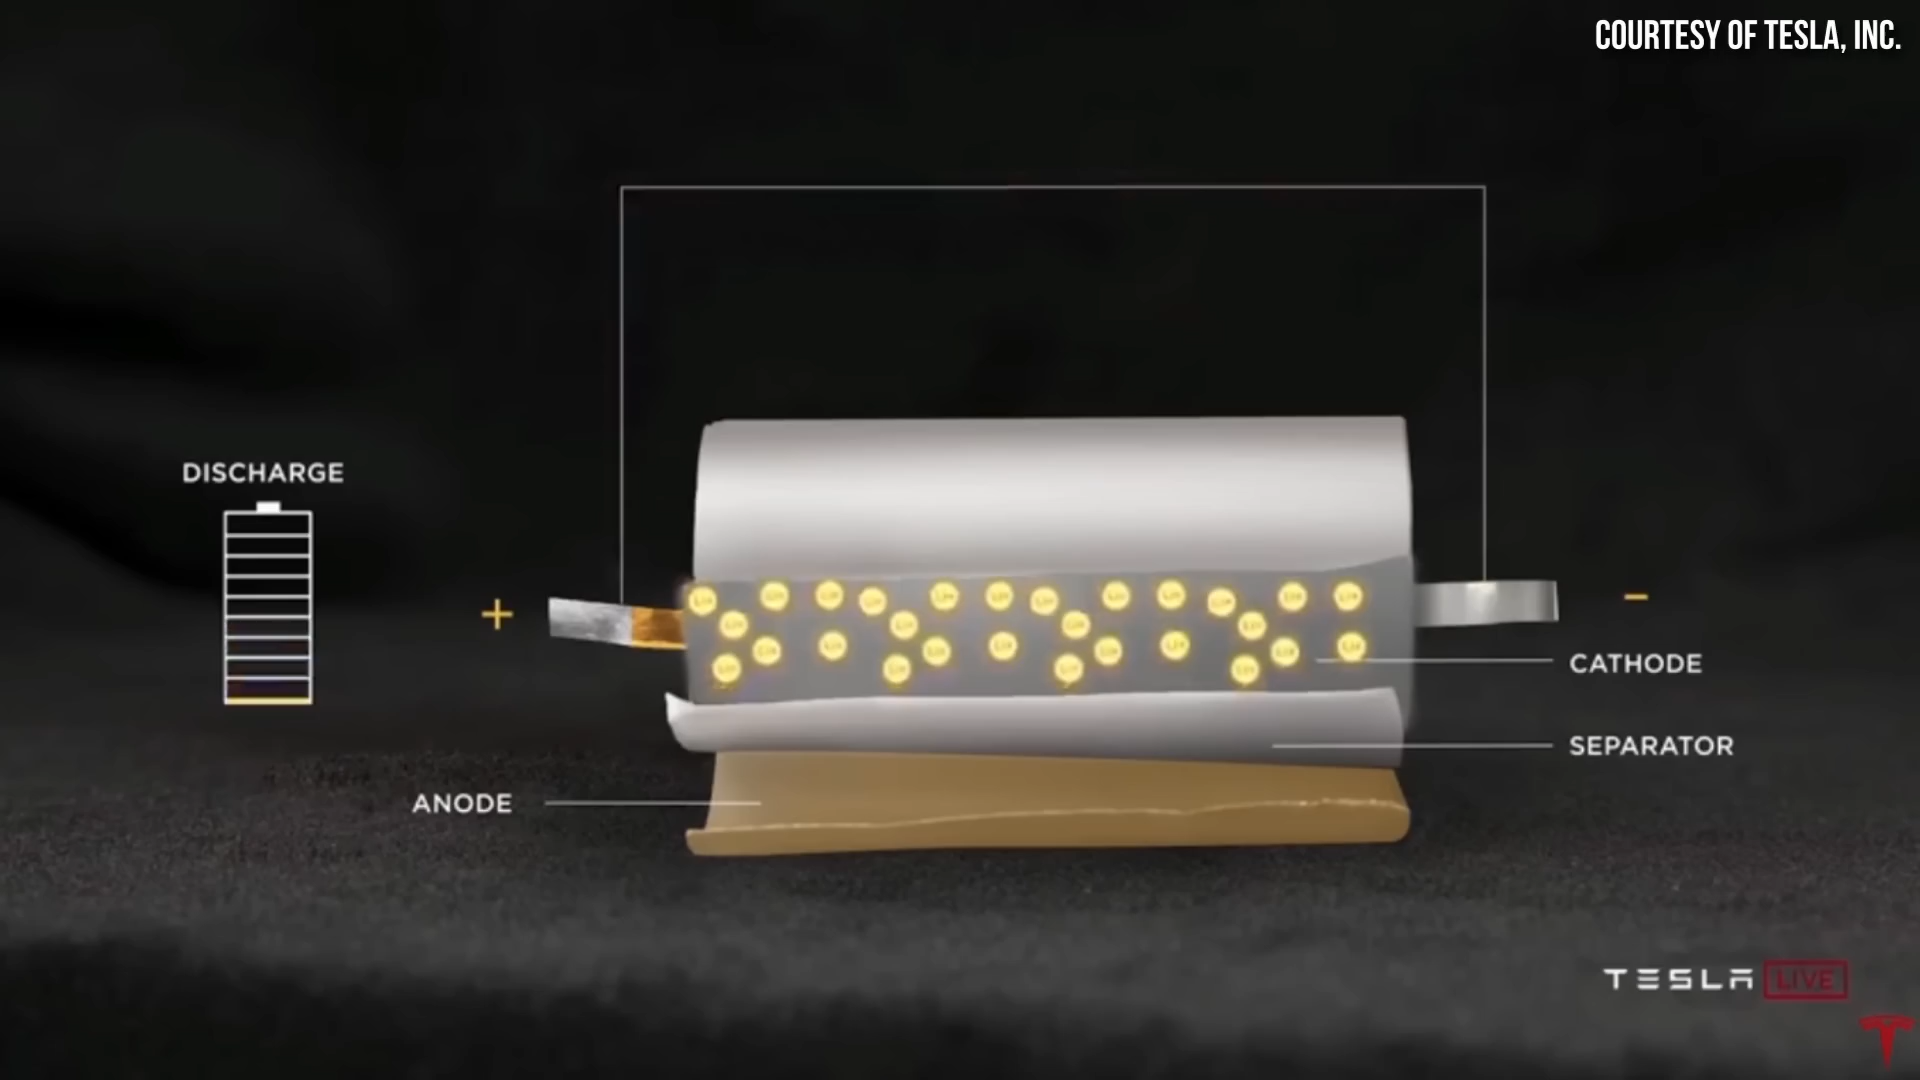 COURTESY OF TESLA, INC.
DISCHARGE
+
−
CATHODE
SEPARATOR
ANODE
TESLA LIVE